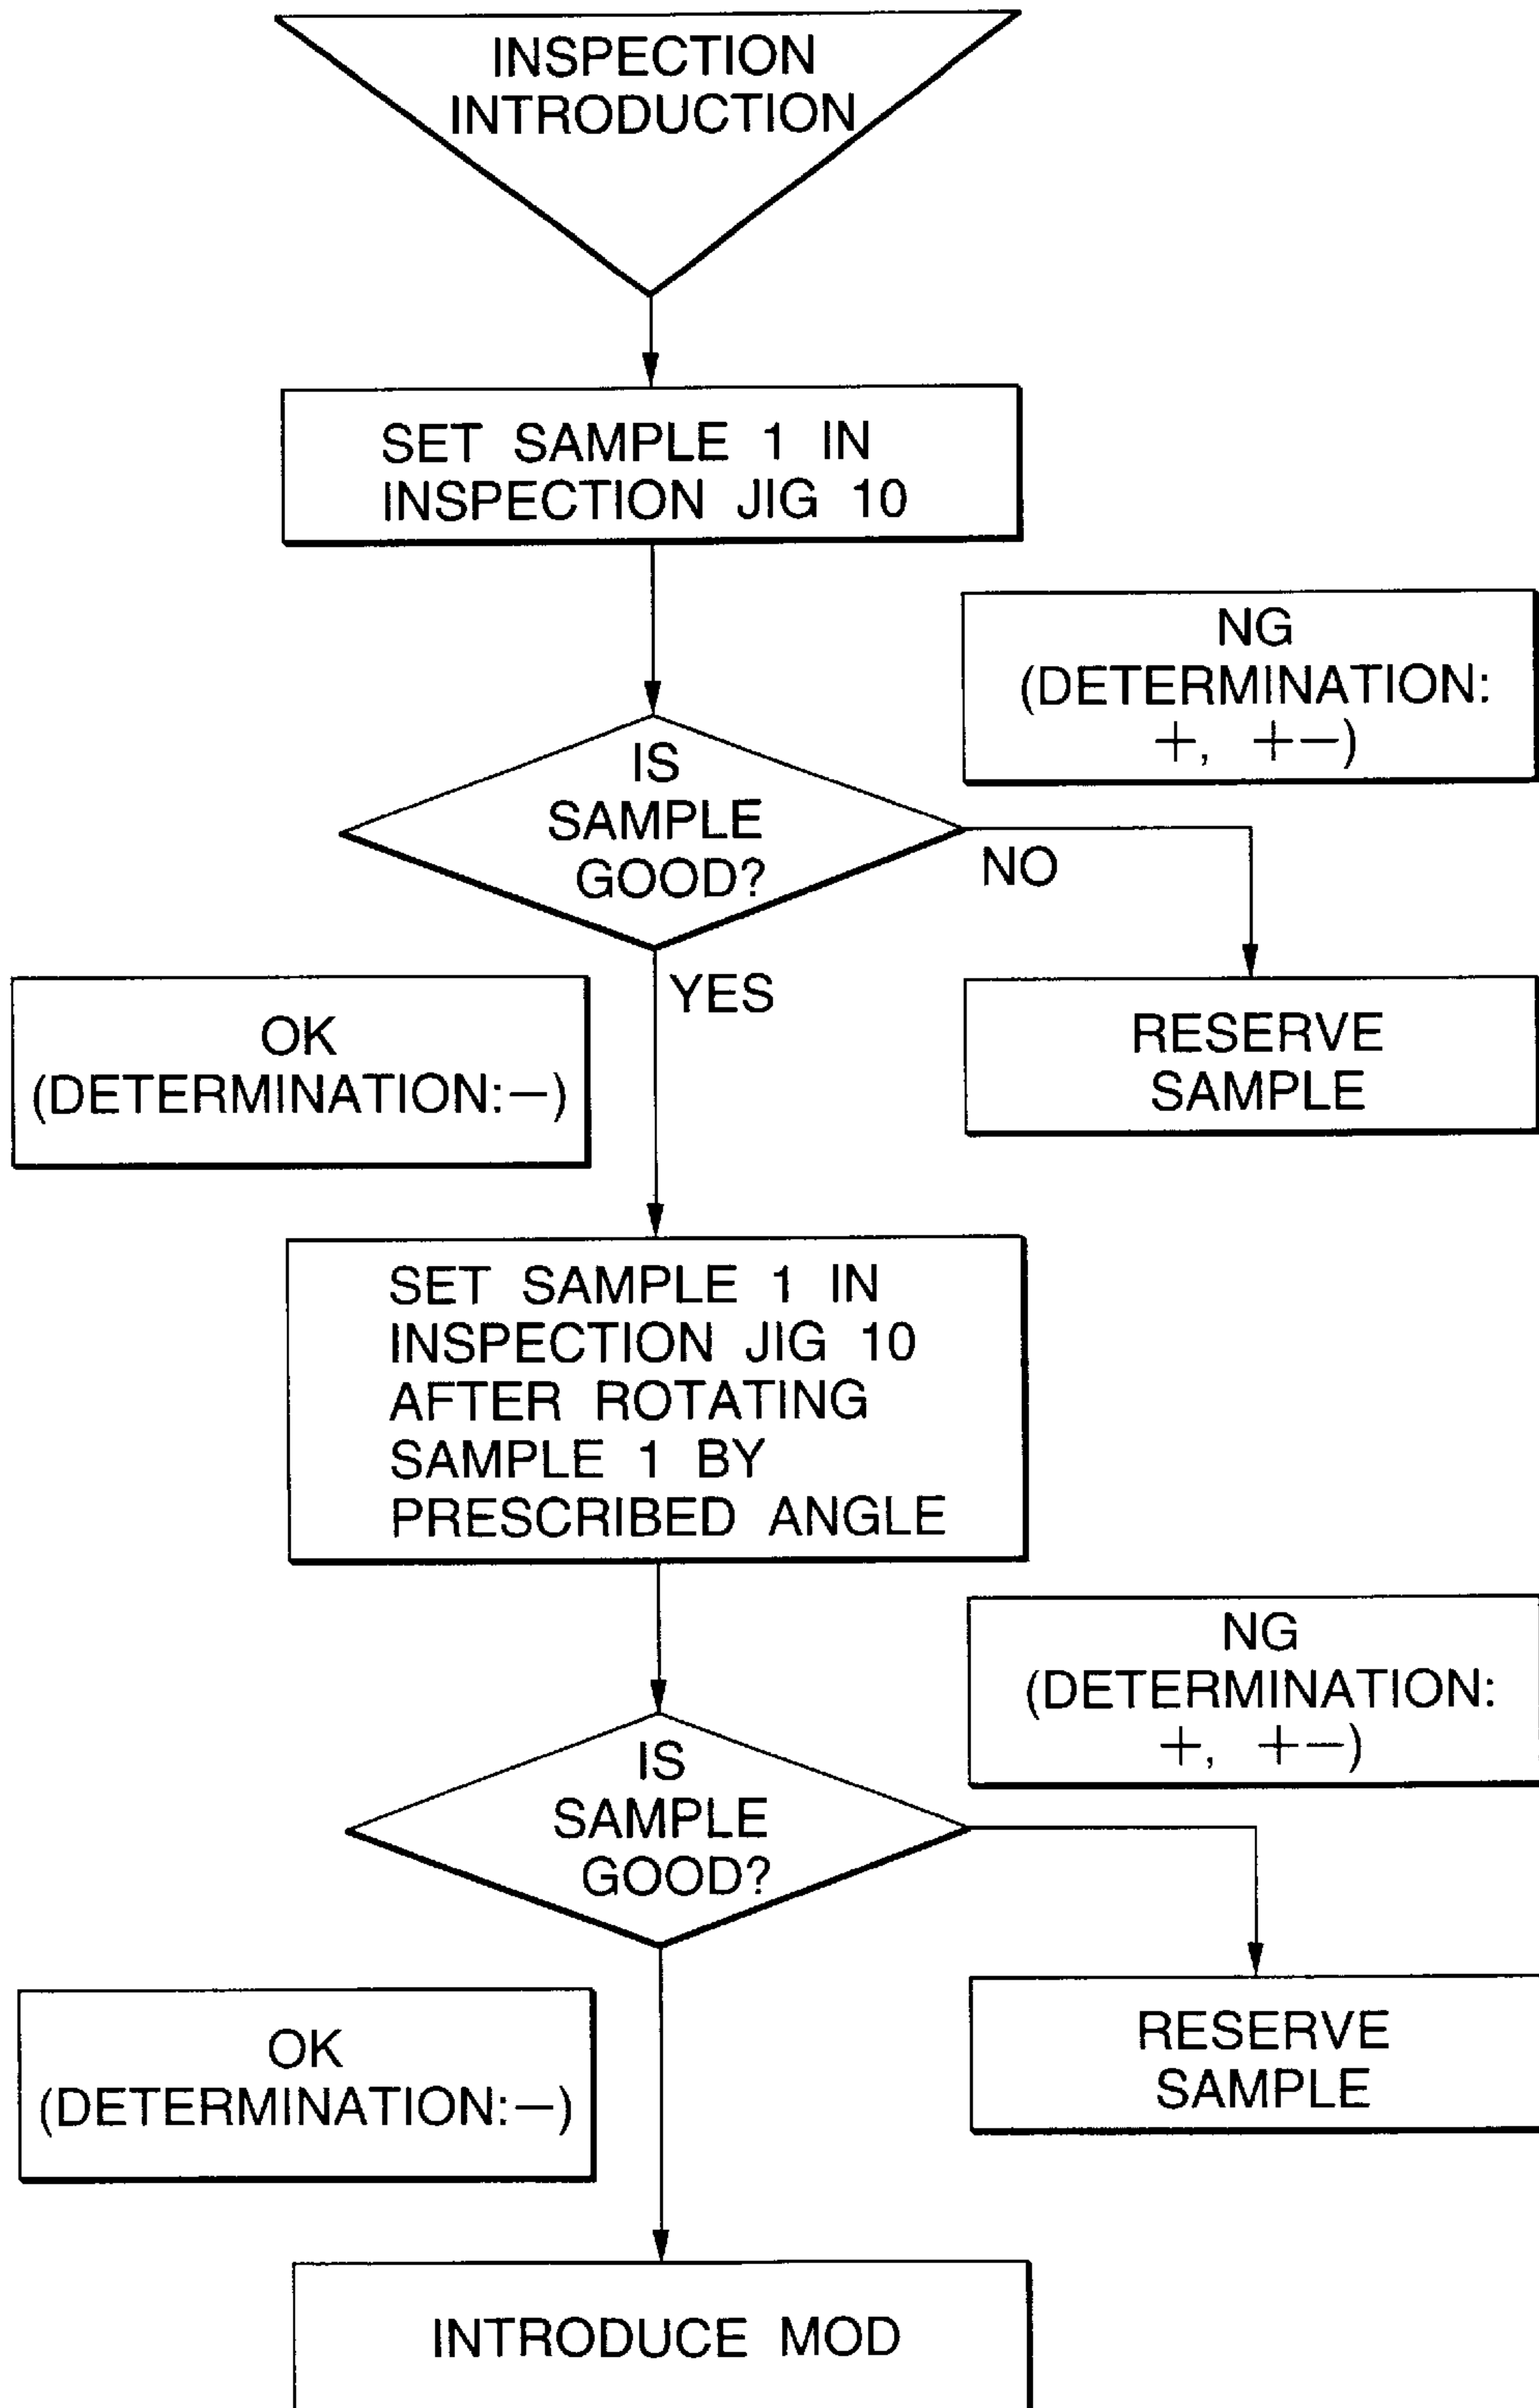 INSPECTION
INTRODUCTION
SET SAMPLE 1 IN
INSPECTION JIG 10
NG
(DETERMINATION:
+, +−)
IS
SAMPLE
GOOD?
NO
YES
OK
(DETERMINATION:−)
RESERVE
SAMPLE
SET SAMPLE 1 IN
INSPECTION JIG 10
AFTER ROTATING
SAMPLE 1 BY
PRESCRIBED ANGLE
NG
(DETERMINATION:
+, +−)
IS
SAMPLE
GOOD?
OK
(DETERMINATION:−)
RESERVE
SAMPLE
INTRODUCE MOD